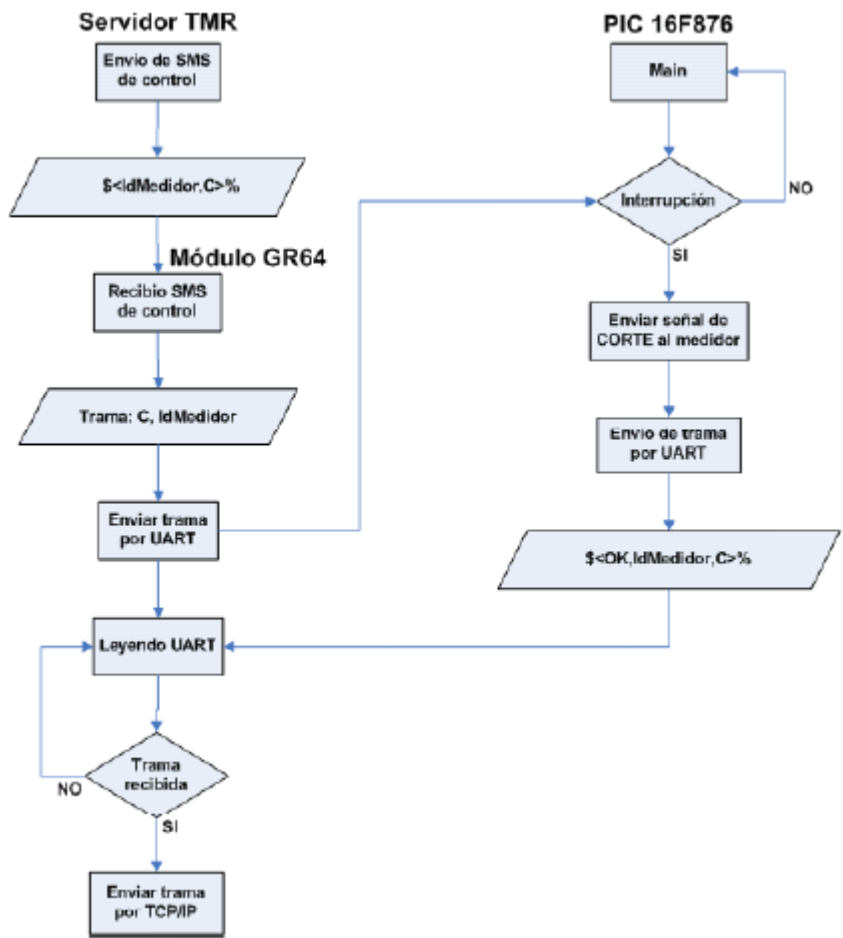 Servidor TMR
Envio de SMS
de control
$<IdMedidor,C>%
Módulo GR64
Recibio SMS
de control
Trama: C, IdMedidor
Enviar trama
por UART
Leyendo UART
Trama
recibida
NO
SI
Enviar trama
por TCP/IP
PIC 16F876
Main
Interrupción
NO
SI
Enviar señal de
CORTE al medidor
Envio de trama
por UART
$<OK,IdMedidor,C>%